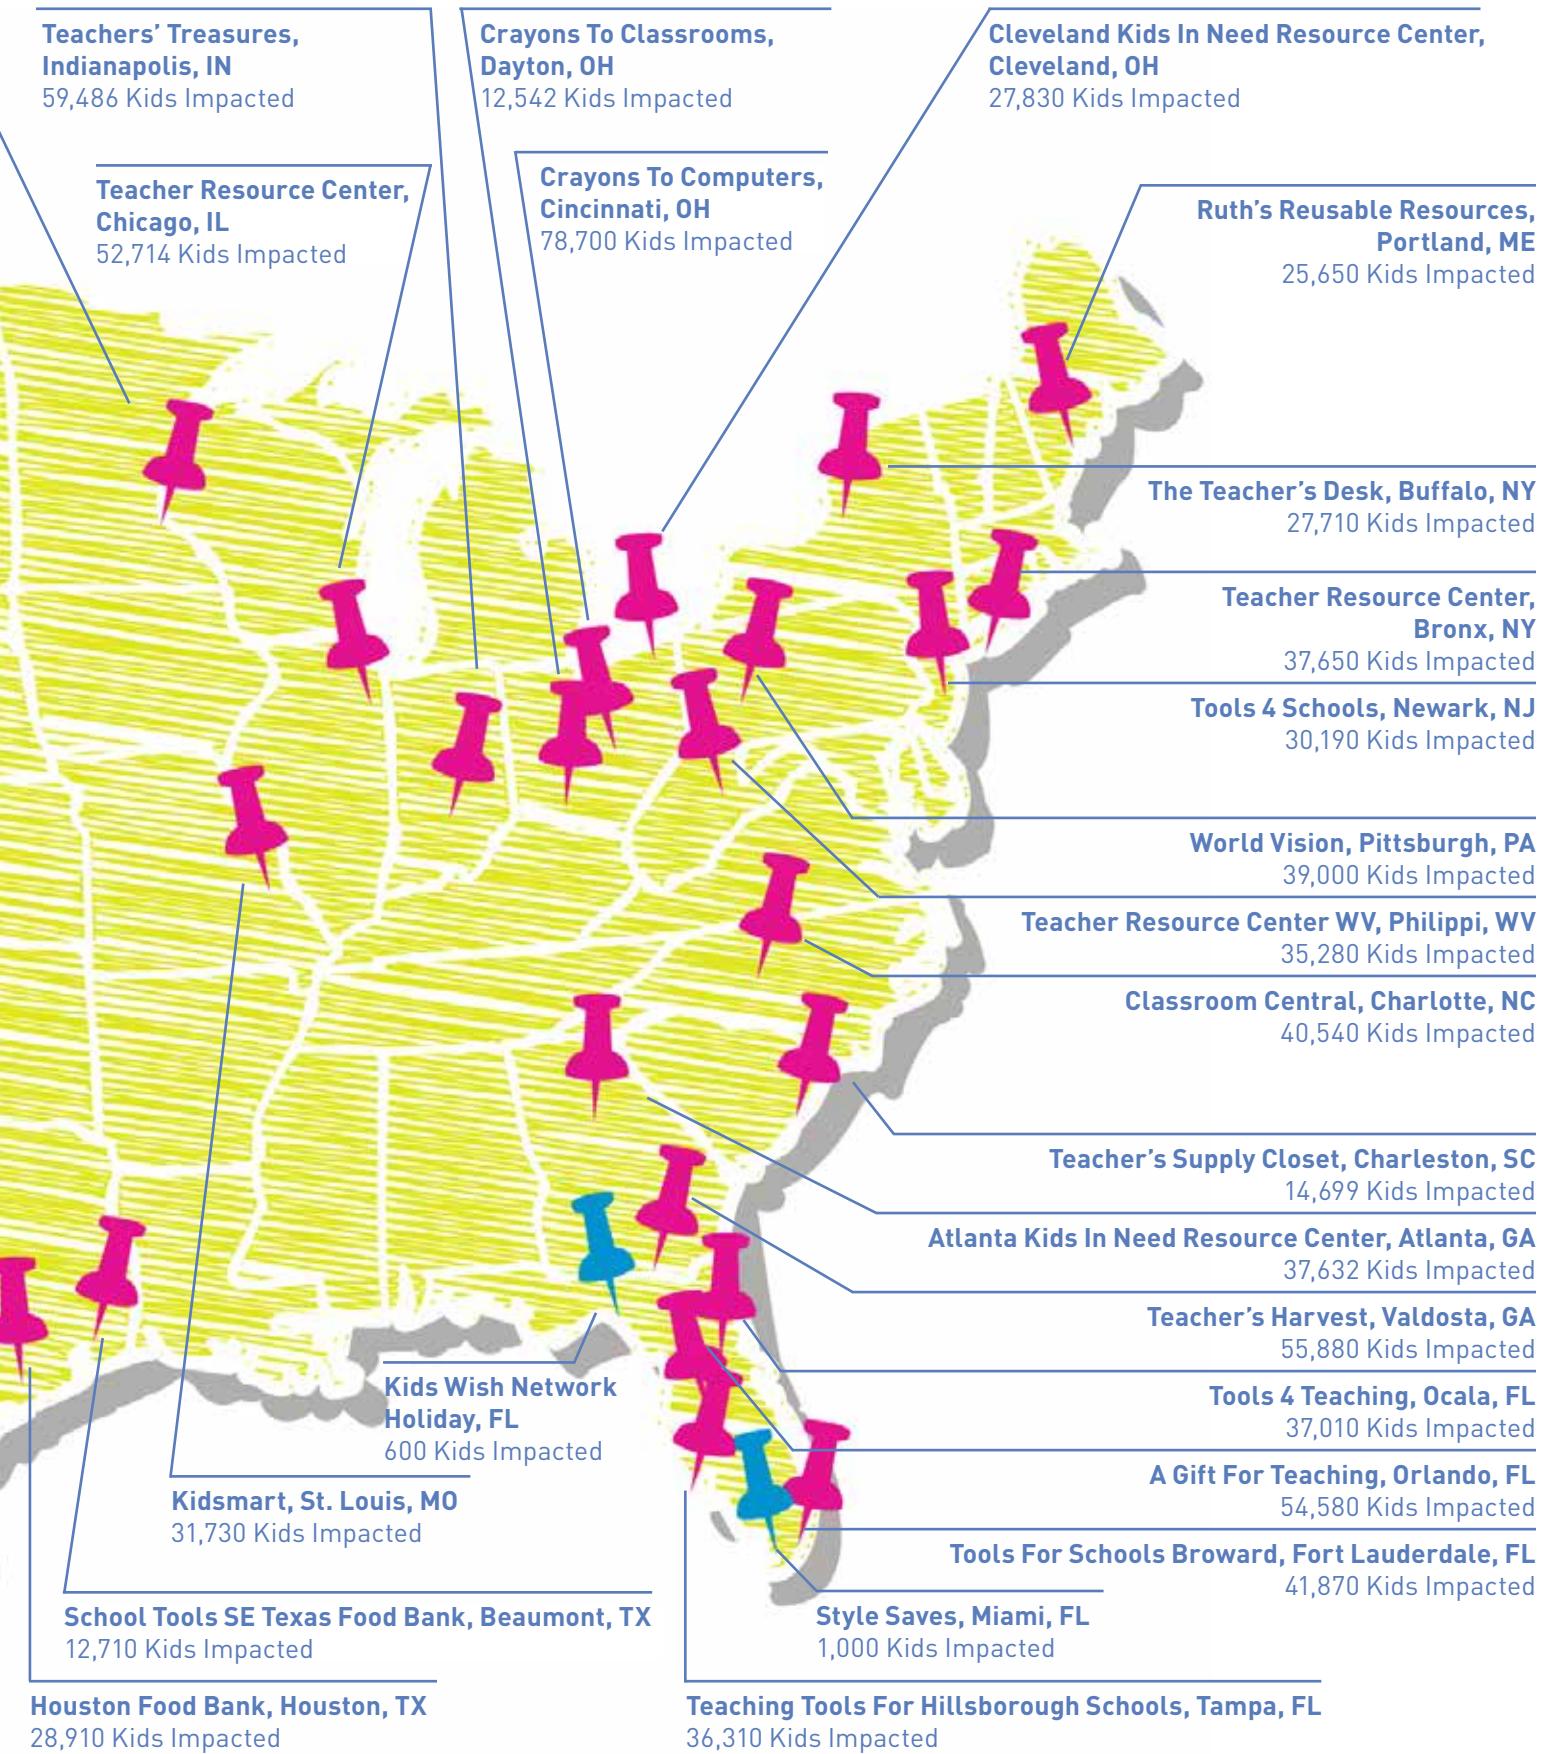 Teachers’ Treasures,
Indianapolis, IN
59,486 Kids Impacted
Crayons To Classrooms,
Dayton, OH
12,542 Kids Impacted
Cleveland Kids In Need Resource Center,
Cleveland, OH
27,830 Kids Impacted
Teacher Resource Center,
Chicago, IL
52,714 Kids Impacted
Crayons To Computers,
Cincinnati, OH
78,700 Kids Impacted
Ruth’s Reusable Resources,
Portland, ME
25,650 Kids Impacted
The Teacher’s Desk, Buffalo, NY
27,710 Kids Impacted
Teacher Resource Center,
Bronx, NY
37,650 Kids Impacted
Tools 4 Schools, Newark, NJ
30,190 Kids Impacted
World Vision, Pittsburgh, PA
39,000 Kids Impacted
Teacher Resource Center WV, Philippi, WV
35,280 Kids Impacted
Classroom Central, Charlotte, NC
40,540 Kids Impacted
Teacher’s Supply Closet, Charleston, SC
14,699 Kids Impacted
Atlanta Kids In Need Resource Center, Atlanta, GA
37,632 Kids Impacted
Teacher’s Harvest, Valdosta, GA
55,880 Kids Impacted
Tools 4 Teaching, Ocala, FL
37,010 Kids Impacted
A Gift For Teaching, Orlando, FL
54,580 Kids Impacted
Tools For Schools Broward, Fort Lauderdale, FL
41,870 Kids Impacted
Kids Wish Network
Holiday, FL
600 Kids Impacted
Kidsmart, St. Louis, MO
31,730 Kids Impacted
School Tools SE Texas Food Bank, Beaumont, TX
12,710 Kids Impacted
Style Saves, Miami, FL
1,000 Kids Impacted
Houston Food Bank, Houston, TX
28,910 Kids Impacted
Teaching Tools For Hillsborough Schools, Tampa, FL
36,310 Kids Impacted